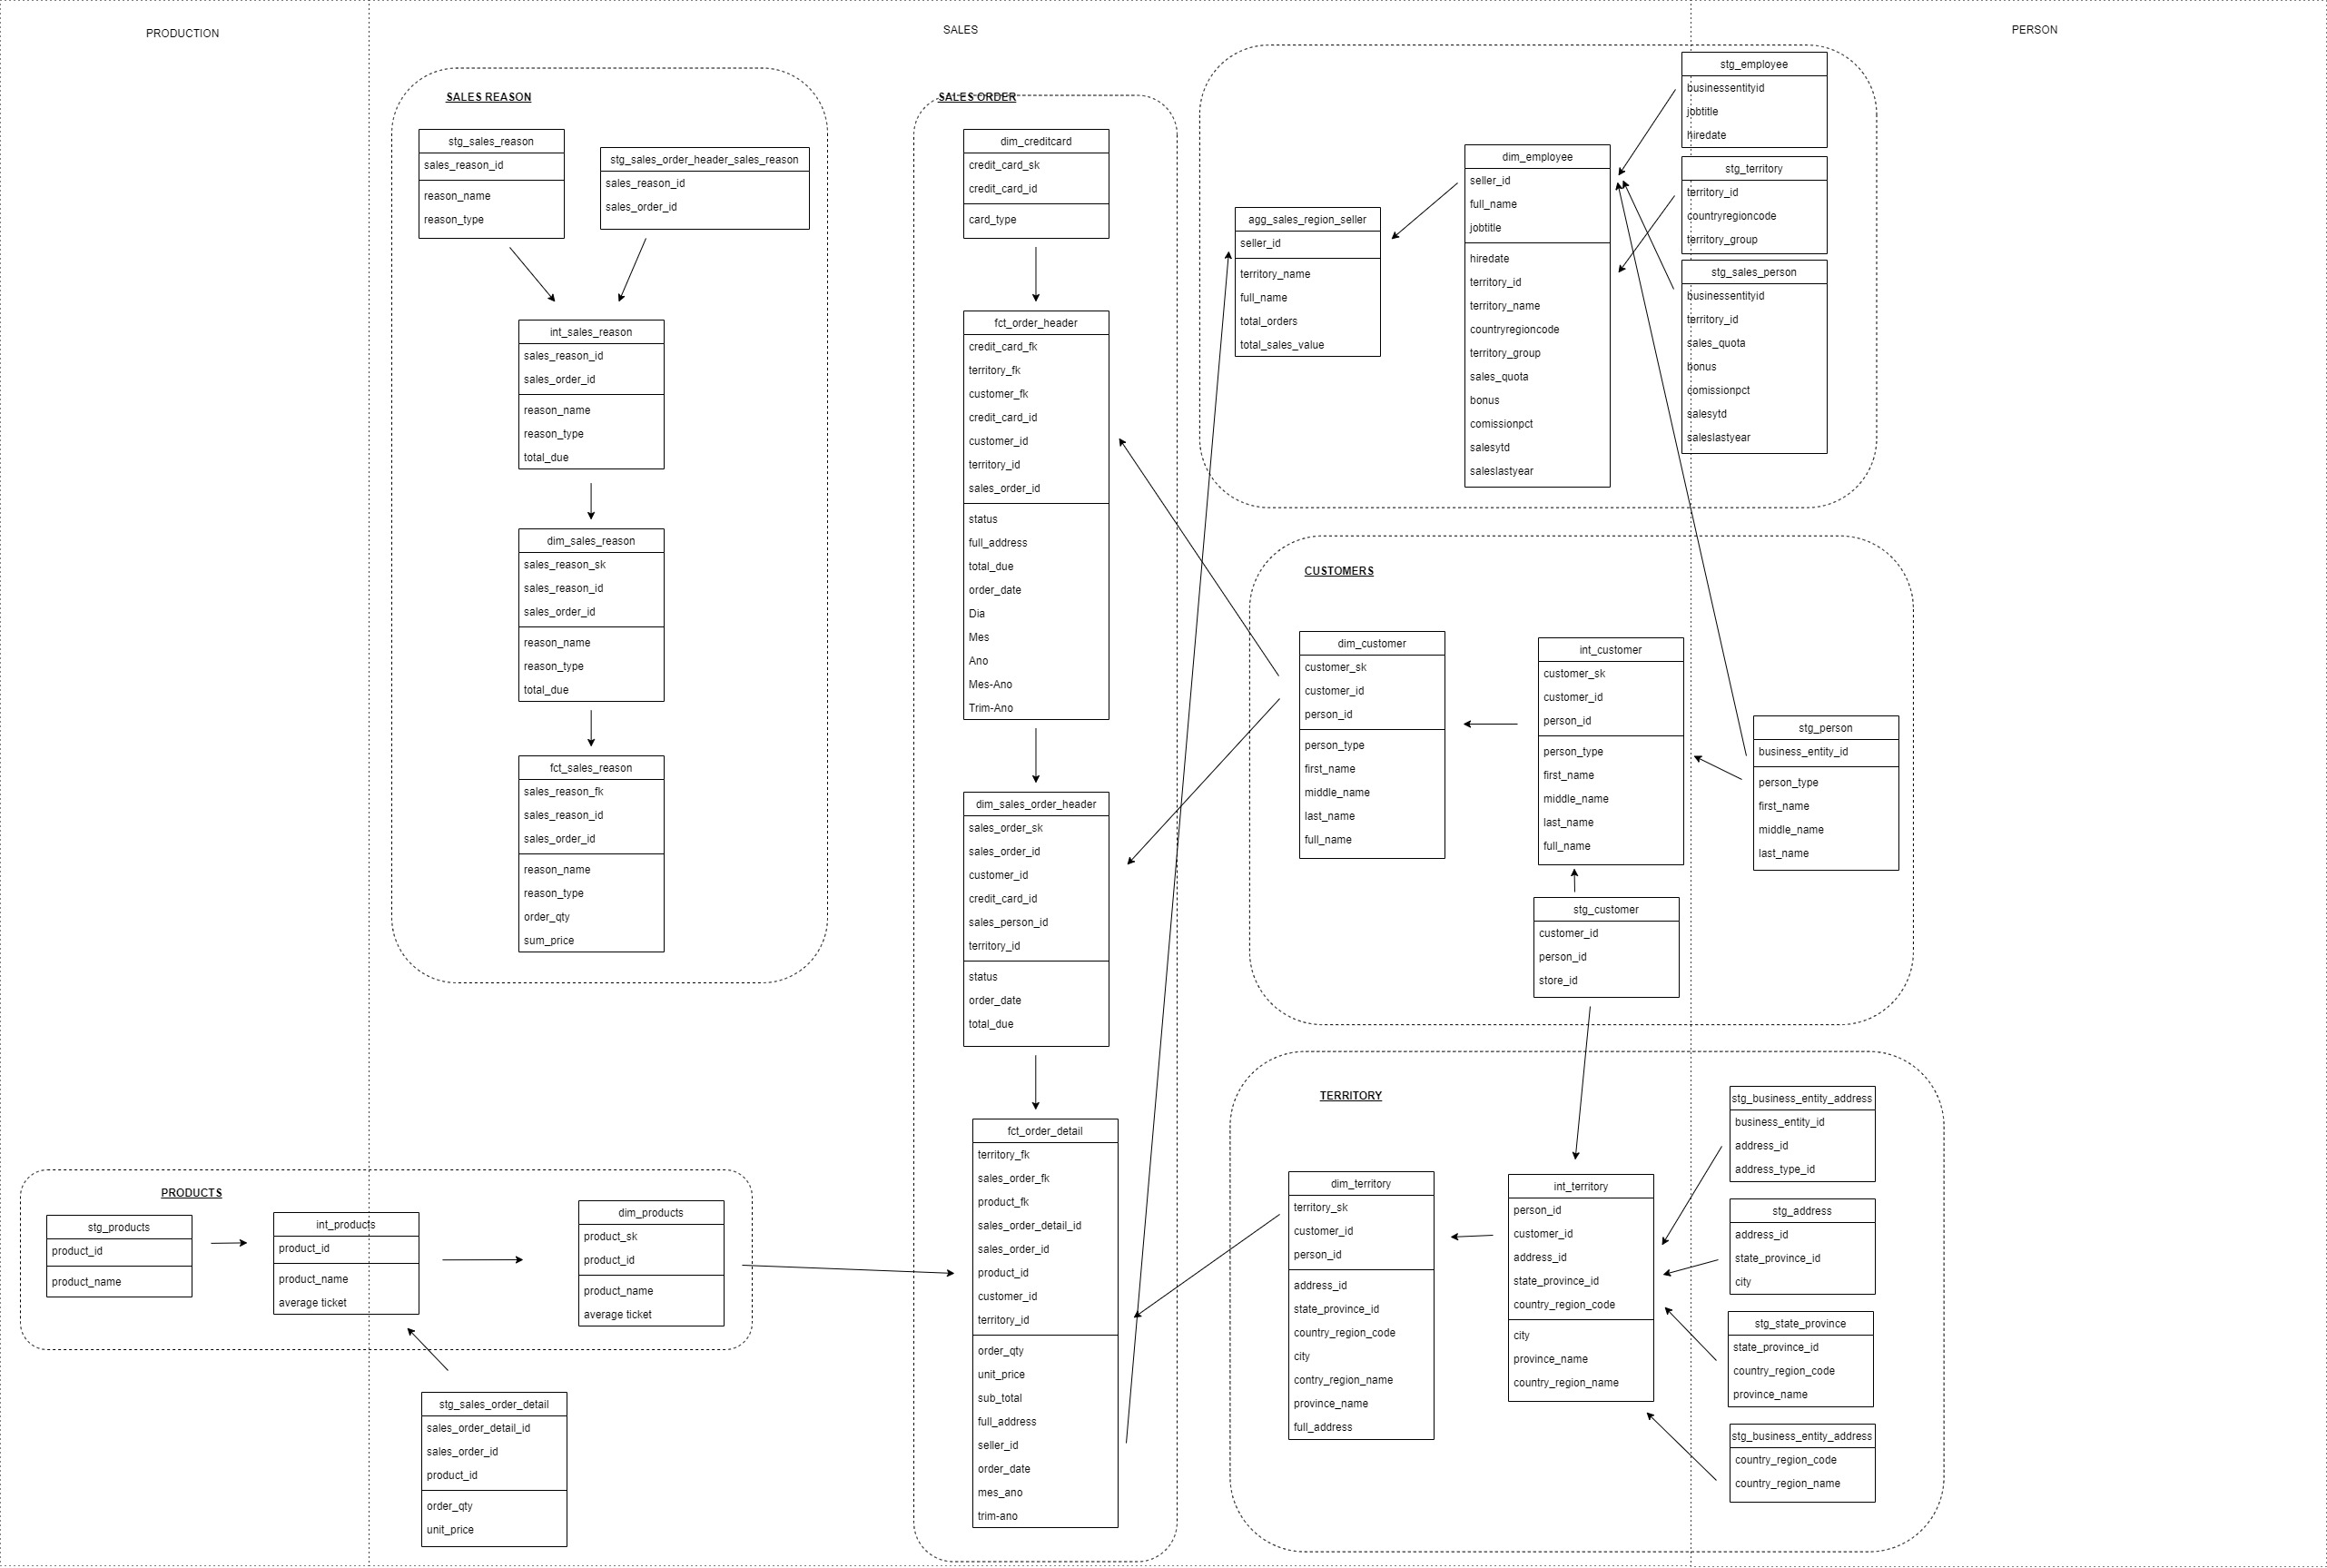 PRODUCTION
SALES
PERSON
SALES REASON
stg_sales_reason
sales_reason_id
reason_name
reason_type
stg_sales_order_header_sales_reason
sales_reason_id
sales_order_id
int_sales_reason
sales_reason_id
sales_order_id
reason_name
reason_type
total_due
dim_sales_reason
sales_reason_sk
sales_reason_id
sales_order_id
reason_name
reason_type
total_due
fct_sales_reason
sales_reason_fk
sales_reason_id
sales_order_id
reason_name
reason_type
order_qty
sum_price
PRODUCTS
stg_products
product_id
product_name
int_products
product_id
product_name
average ticket
dim_products
product_sk
product_id
product_name
average ticket
stg_sales_order_detail
sales_order_detail_id
sales_order_id
product_id
order_qty
unit_price
SALES ORDER
dim_creditcard
credit_card_sk
credit_card_id
card_type
fct_order_header
credit_card_fk
territory_fk
customer_fk
credit_card_id
customer_id
territory_id
sales_order_id
status
full_address
total_due
order_date
Dia
Mes
Ano
Mes-Ano
Trim-Ano
dim_sales_order_header
sales_order_sk
sales_order_id
customer_id
credit_card_id
sales_person_id
territory_id
status
order_date
total_due
fct_order_detail
territory_fk
sales_order_fk
product_fk
sales_order_detail_id
sales_order_id
product_id
customer_id
territory_id
order_qty
unit_price
sub_total
full_address
seller_id
order_date
mes_ano
trim-ano
agg_sales_region_seller
seller_id
territory_name
full_name
total_orders
total_sales_value
dim_employee
seller_id
full_name
jobtitle
hiredate
territory_id
territory_name
countryregioncode
territory_group
sales_quota
bonus
comissionpct
salesytd
saleslastyear
stg_employee
businessentityid
jobtitle
hiredate
stg_territory
territory_id
countryregioncode
territory_group
stg_sales_person
businessentityid
territory_id
sales_quota
bonus
comissionpct
salesytd
saleslastyear
CUSTOMERS
dim_customer
customer_sk
customer_id
person_id
person_type
first_name
middle_name
last_name
full_name
int_customer
customer_sk
customer_id
person_id
person_type
first_name
middle_name
last_name
full_name
stg_person
business_entity_id
person_type
first_name
middle_name
last_name
stg_customer
customer_id
person_id
store_id
TERRITORY
dim_territory
territory_sk
customer_id
person_id
address_id
state_province_id
country_region_code
city
contry_region_name
province_name
full_address
int_territory
person_id
customer_id
address_id
state_province_id
country_region_code
city
province_name
country_region_name
stg_business_entity_address
business_entity_id
address_id
address_type_id
stg_address
address_id
state_province_id
city
stg_state_province
state_province_id
country_region_code
province_name
stg_business_entity_address
country_region_code
country_region_name